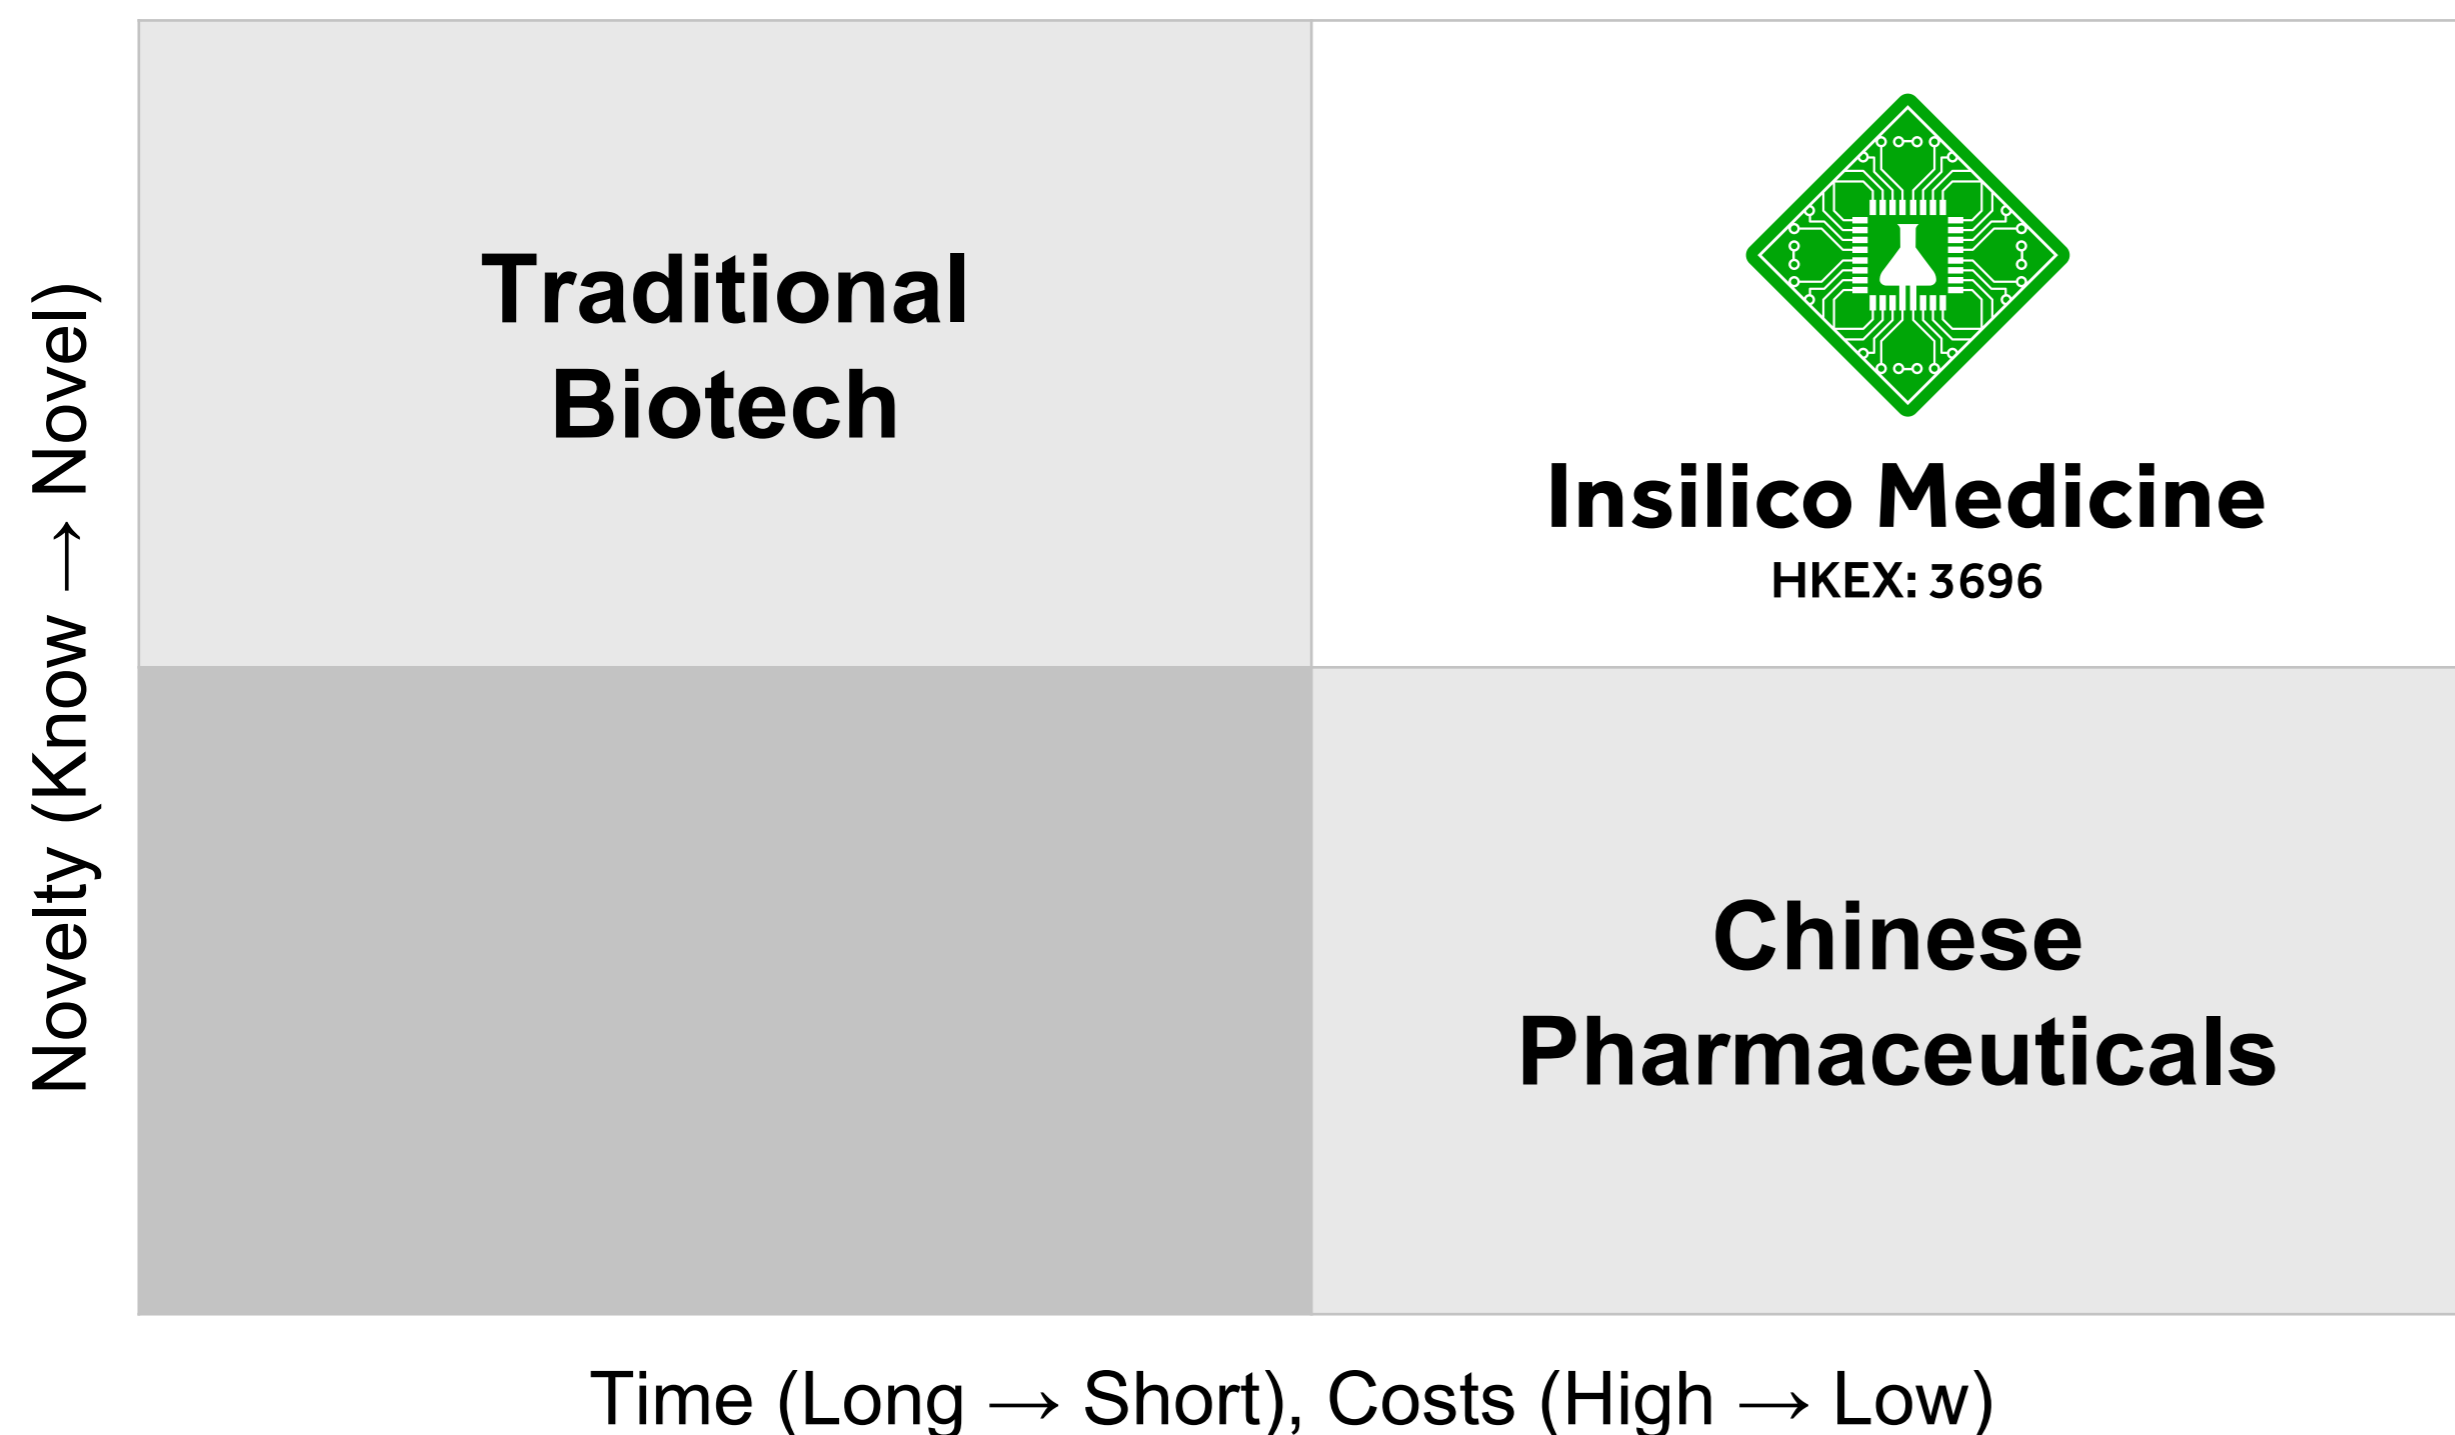 Novelty (Know → Novel)
Traditional
Biotech
Insilico Medicine
HKEX: 3696
Chinese
Pharmaceuticals
Time (Long → Short), Costs (High → Low)